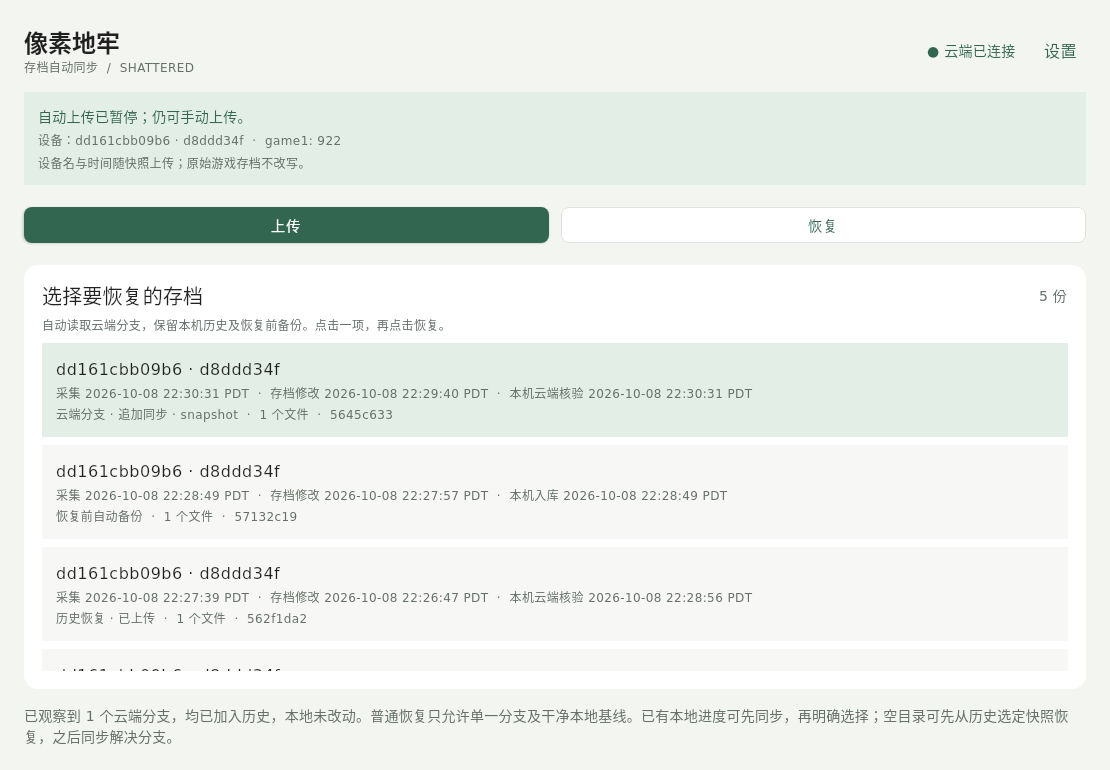 像素地牢
存档自动同步 / SHATTERED
● 云端已连接
设置
自动上传已暂停；仍可手动上传。
设备：dd161cbb09b6 · d8ddd34f · game1: 922
设备名与时间随快照上传；原始游戏存档不改写。
上传
恢复
选择要恢复的存档
5 份
自动读取云端分支，保留本机历史及恢复前备份。点击一项，再点击恢复。
dd161cbb09b6 · d8ddd34f
采集 2026-10-08 22:30:31 PDT · 存档修改 2026-10-08 22:29:40 PDT · 本机云端核验 2026-10-08 22:30:31 PDT
云端分支 · 追加同步 · snapshot · 1 个文件 · 5645c633
dd161cbb09b6 · d8ddd34f
采集 2026-10-08 22:28:49 PDT · 存档修改 2026-10-08 22:27:57 PDT · 本机入库 2026-10-08 22:28:49 PDT
恢复前自动备份 · 1 个文件 · 57132c19
dd161cbb09b6 · d8ddd34f
采集 2026-10-08 22:27:39 PDT · 存档修改 2026-10-08 22:26:47 PDT · 本机云端核验 2026-10-08 22:28:56 PDT
历史恢复 · 已上传 · 1 个文件 · 562f1da2
已观察到 1 个云端分支，均已加入历史，本地未改动。普通恢复只允许单一分支及干净本地基线。已有本地进度可先同步，再明确选择；空目录可先从历史选定快照恢
复，之后同步解决分支。